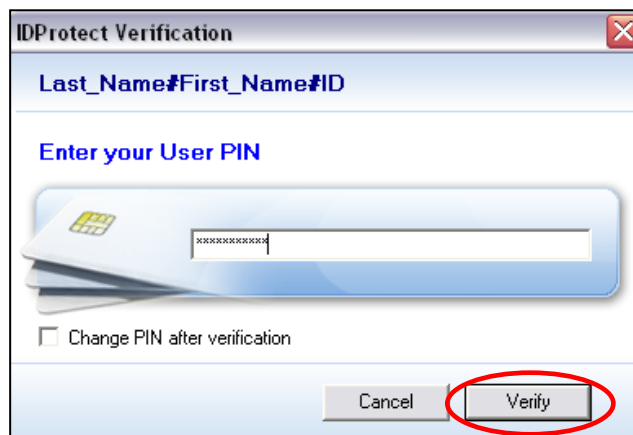 IDProtect Verification
Last_Name#First_Name#ID
Enter your User PIN
***********
Change PIN after verification
Cancel Verify